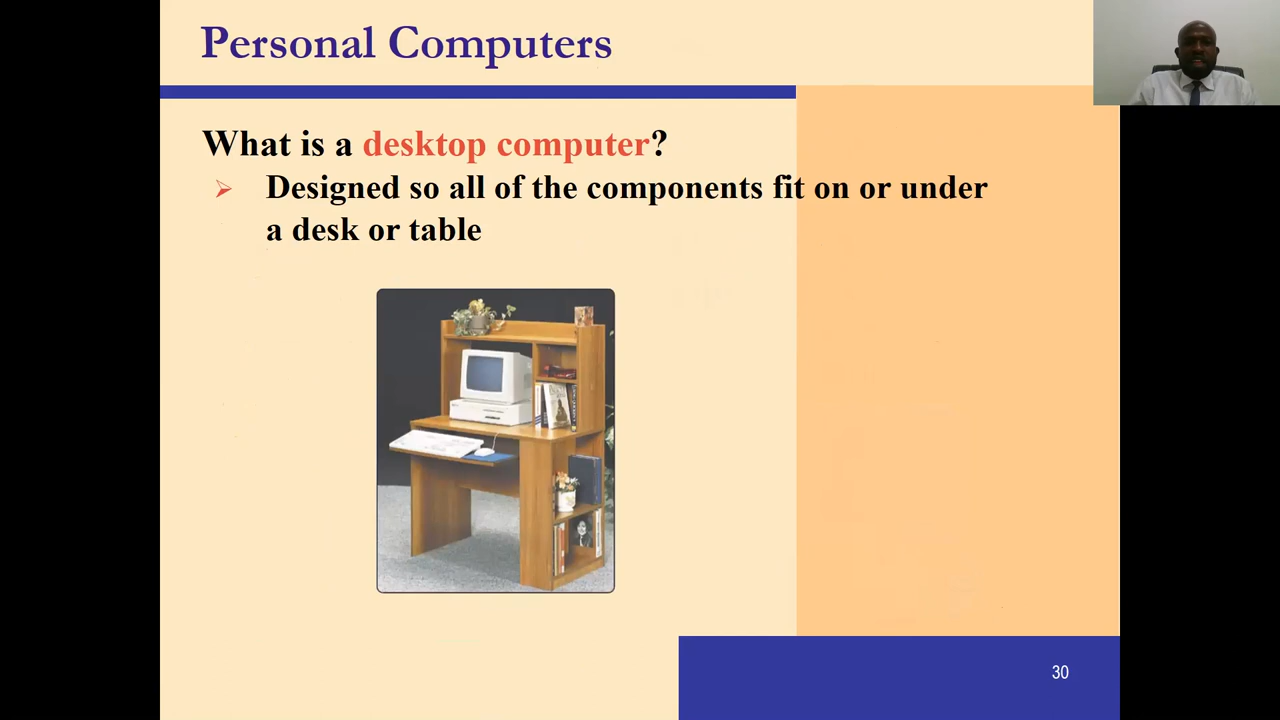 Personal Computers
What is a desktop computer?
Designed so all of the components fit on or under
a desk or table
30